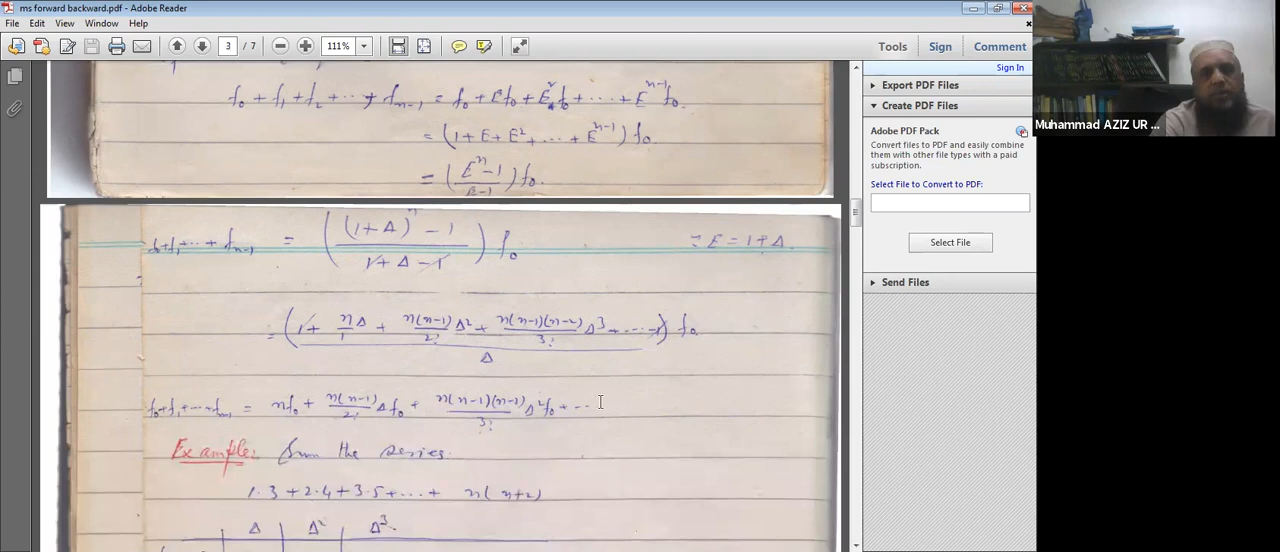 ms forward backward.pdf - Adobe Reader
File Edit View Window Help
3 / 7 111% Tools Sign Comment
Sign In
Export PDF Files
Create PDF Files
Adobe PDF Pack
Convert files to PDF and easily combine
them with other file types with a paid
subscription.
Select File to Convert to PDF:
Select File
Send Files
Muhammad AZIZ UR ...
f₀ + f₁ + f₂ + ... + fₙ₋₁ = f₀ + Ef₀ + E²f₀ + ... + Eⁿ⁻¹f₀.
= (1 + E + E² + ... + Eⁿ⁻¹) f₀.
= (Eⁿ-1 / E-1) f₀.
f₀+f₁+...+fₙ₋₁ = ( (1+Δ)ⁿ - 1 / 1+Δ-1 ) f₀ ∵ E = 1+Δ.
= ( 1 + n/1 Δ + n(n-1)/2! Δ² + n(n-1)(n-2)/3! Δ³ + ... -1 / Δ ) f₀
f₀+f₁+...+fₙ₋₁ = nf₀ + n(n-1)/2! Δf₀ + n(n-1)(n-1)/3! Δ²f₀ + ...
Example: Sum the series.
1.3 + 2.4 + 3.5 + ... + n(n+2)
Δ Δ² Δ³